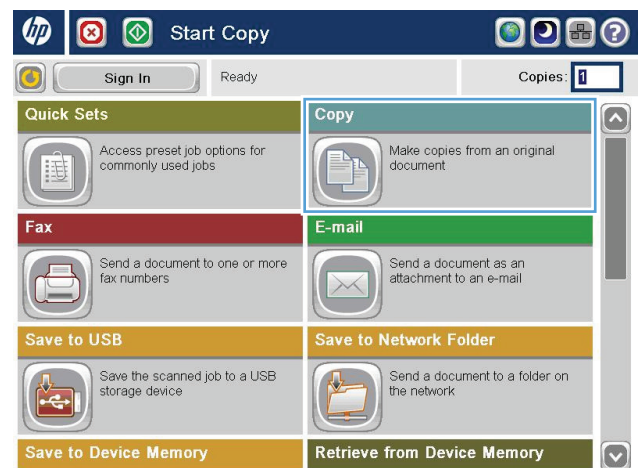 hp Start Copy ?
Sign In Ready Copies: 1
Quick Sets
Access preset job options for
commonly used jobs
Copy
Make copies from an original
document
Fax
Send a document to one or more
fax numbers
E-mail
Send a document as an
attachment to an e-mail
Save to USB
Save the scanned job to a USB
storage device
Save to Network Folder
Send a document to a folder on
the network
Save to Device Memory
Retrieve from Device Memory